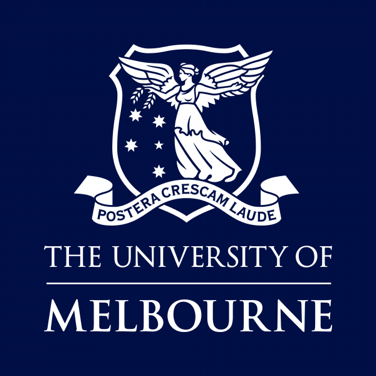 POSTERA CRESCAM LAUDE
THE UNIVERSITY OF
MELBOURNE